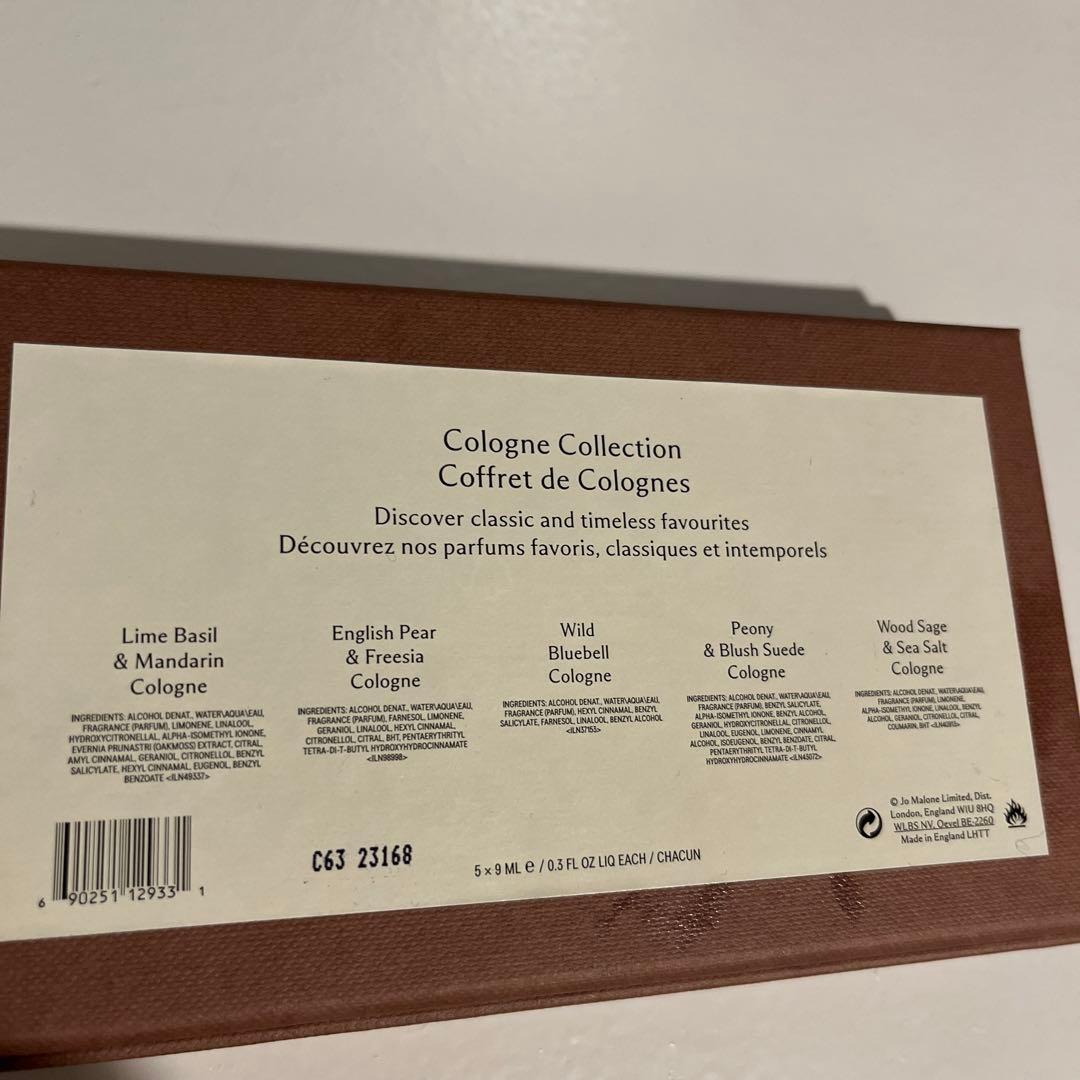 Cologne Collection
Coffret de Colognes
Discover classic and timeless favourites
Découvrez nos parfums favoris, classiques et intemporels
Lime Basil
& Mandarin
Cologne
INGREDIENTS: ALCOHOL DENAT., WATER\AQUA\EAU,
FRAGRANCE (PARFUM), LIMONENE, LINALOOL,
HYDROXYCITRONELLAL, ALPHA-ISOMETHYL IONONE,
EVERNIA PRUNASTRI (OAKMOSS) EXTRACT, CITRAL,
AMYL CINNAMAL, GERANIOL, CITRONELLOL, BENZYL
SALICYLATE, HEXYL CINNAMAL, EUGENOL, BENZYL
BENZOATE <ILN49337>
English Pear
& Freesia
Cologne
INGREDIENTS: ALCOHOL DENAT., WATER\AQUA\EAU,
FRAGRANCE (PARFUM), FARNESOL, LIMONENE,
GERANIOL, LINALOOL, HEXYL CINNAMAL,
CITRONELLOL, CITRAL, BHT, PENTAERYTHRITYL
TETRA-DI-T-BUTYL HYDROXYHYDROCINNAMATE
<ILN98998>
Wild
Bluebell
Cologne
INGREDIENTS: ALCOHOL DENAT., WATER\AQUA\EAU,
FRAGRANCE (PARFUM), HEXYL CINNAMAL, BENZYL
SALICYLATE, FARNESOL, LINALOOL, BENZYL ALCOHOL
<ILN37153>
Peony
& Blush Suede
Cologne
INGREDIENTS: ALCOHOL DENAT., WATER\AQUA\EAU,
FRAGRANCE (PARFUM), BENZYL SALICYLATE,
ALPHA-ISOMETHYL IONONE, BENZYL ALCOHOL,
GERANIOL, HYDROXYCITRONELLAL, CITRONELLOL,
LINALOOL, EUGENOL, LIMONENE, CINNAMYL
ALCOHOL, ISOEUGENOL, BENZYL BENZOATE, CITRAL,
PENTAERYTHRITYL TETRA-DI-T-BUTYL
HYDROXYHYDROCINNAMATE <ILN45072>
Wood Sage
& Sea Salt
Cologne
INGREDIENTS: ALCOHOL DENAT., WATER\AQUA\EAU,
FRAGRANCE (PARFUM), LIMONENE,
ALPHA-ISOMETHYL IONONE, LINALOOL, BENZYL
ALCOHOL, GERANIOL, CITRONELLOL, CITRAL,
COUMARIN, BHT
6 90251 12933 1
C63 23168
5 x 9 ML e / 0.3 FL OZ LIQ EACH / CHACUN
© Jo Malone Limited, Dist.
London, England W1U 8HQ
WLBS NV, Oevel BE-2260
Made in England LHTT